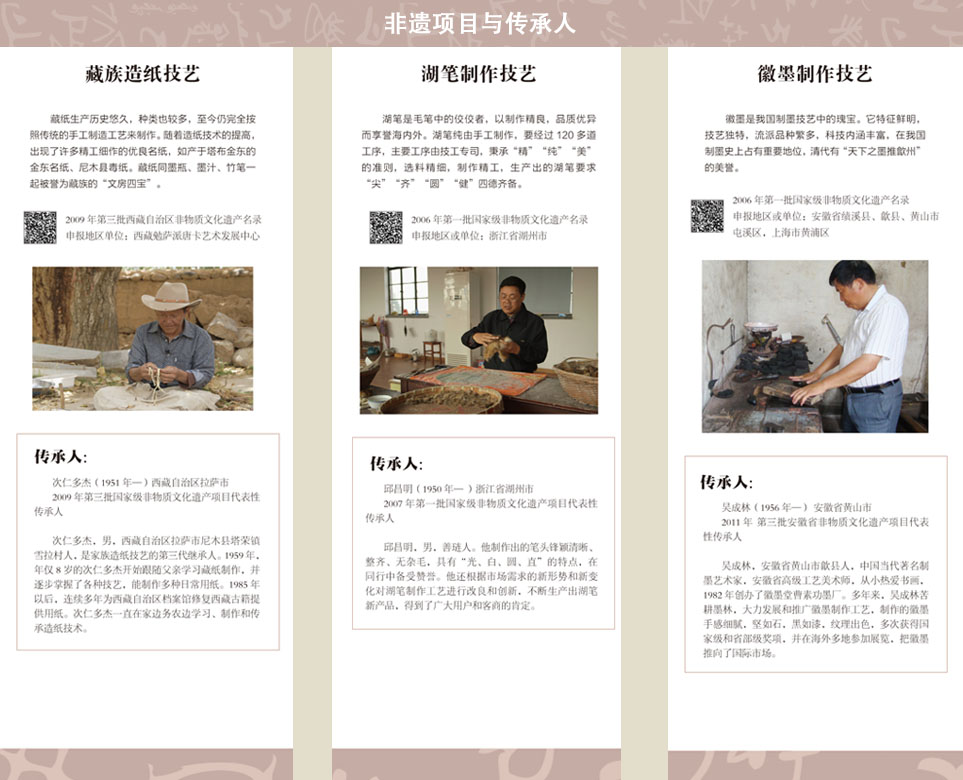 非遗项目与传承人
藏族造纸技艺
藏纸生产历史悠久，种类也较多，至今仍完全按
照传统的手工制造工艺来制作。随着造纸技术的提高，
出现了许多精工细作的优良名纸，如产于塔布金东的
金东名纸、尼木县毒纸。藏纸同墨瓶、墨汁、竹笔一
起被誉为藏族的“文房四宝”。
2009 年第三批西藏自治区非物质文化遗产名录
申报地区或单位：西藏勉萨派唐卡艺术发展中心
传承人:
次仁多杰（1951 年—）西藏自治区拉萨市
2009 年第三批国家级非物质文化遗产项目代表性
传承人
次仁多杰，男，西藏自治区拉萨市尼木县塔荣镇
雪拉村人，是家族造纸技艺的第三代继承人。1959 年，
年仅 8 岁的次仁多杰开始跟随父亲学习藏纸制作，并
逐步掌握了各种技艺，能制作多种日常用纸。1985 年
以后，连续多年为西藏自治区档案馆修复西藏古籍提
供用纸。次仁多杰一直在家边务农边学习、制作和传
承造纸技术。
湖笔制作技艺
湖笔是毛笔中的佼佼者，以制作精良，品质优异
而享誉海内外。湖笔纯由手工制作，要经过 120 多道
工序，主要工序由技工专司，秉承“精”“纯”“美”
的准则，选料精细，制作精工，生产出的湖笔要求
“尖”“齐”“圆”“健”四德齐备。
2006 年第一批国家级非物质文化遗产名录
申报地区或单位：浙江省湖州市
传承人:
邱昌明（1950 年— ）浙江省湖州市
2007 年第一批国家级非物质文化遗产项目代表性
传承人
邱昌明，男，善琏人。他制作出的笔头锋颖清晰、
整齐、无杂毛，具有“光、白、圆、直”的特点，在
同行中备受赞誉。他还根据市场需求的新形势和新变
化对湖笔制作工艺进行改良和创新，不断生产出湖笔
新产品，得到了广大用户和客商的肯定。
徽墨制作技艺
徽墨是我国制墨技艺中的瑰宝。它特征鲜明，
技艺独特，流派品种繁多，科技内涵丰富，在我国
制墨史上占有重要地位，清代有“天下之墨推歙州”
的美誉。
2006 年第一批国家级非物质文化遗产名录
申报地区或单位：安徽省绩溪县、歙县、黄山市
屯溪区，上海市黄浦区
传承人:
吴成林（1956 年—） 安徽省黄山市
2011 年 第三批安徽省非物质文化遗产项目代表
性传承人
吴成林，安徽省黄山市歙县人，中国当代著名制
墨艺术家，安徽省高级工艺美术师，从小热爱书画，
1982 年创办了徽墨堂曹素功墨厂。多年来，吴成林苦
耕墨林，大力发展和推广徽墨制作工艺，制作的徽墨
手感细腻，坚如石，黑如漆，纹理出色，多次获得国
家级和省部级奖项，并在海外多地参加展览，把徽墨
推向了国际市场。